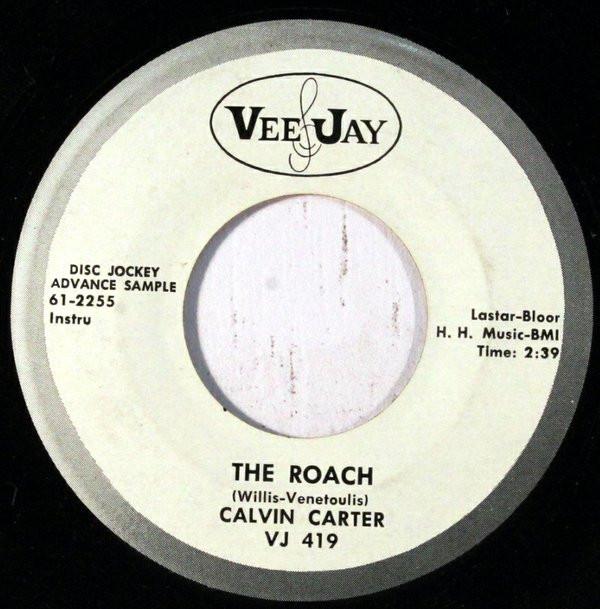 VEE JAY
DISC JOCKEY
ADVANCE SAMPLE
61-2255
Instru
Lastar-Bloor
H. H. Music-BMI
Time: 2:39
THE ROACH
(Willis-Venetoulis)
CALVIN CARTER
VJ 419